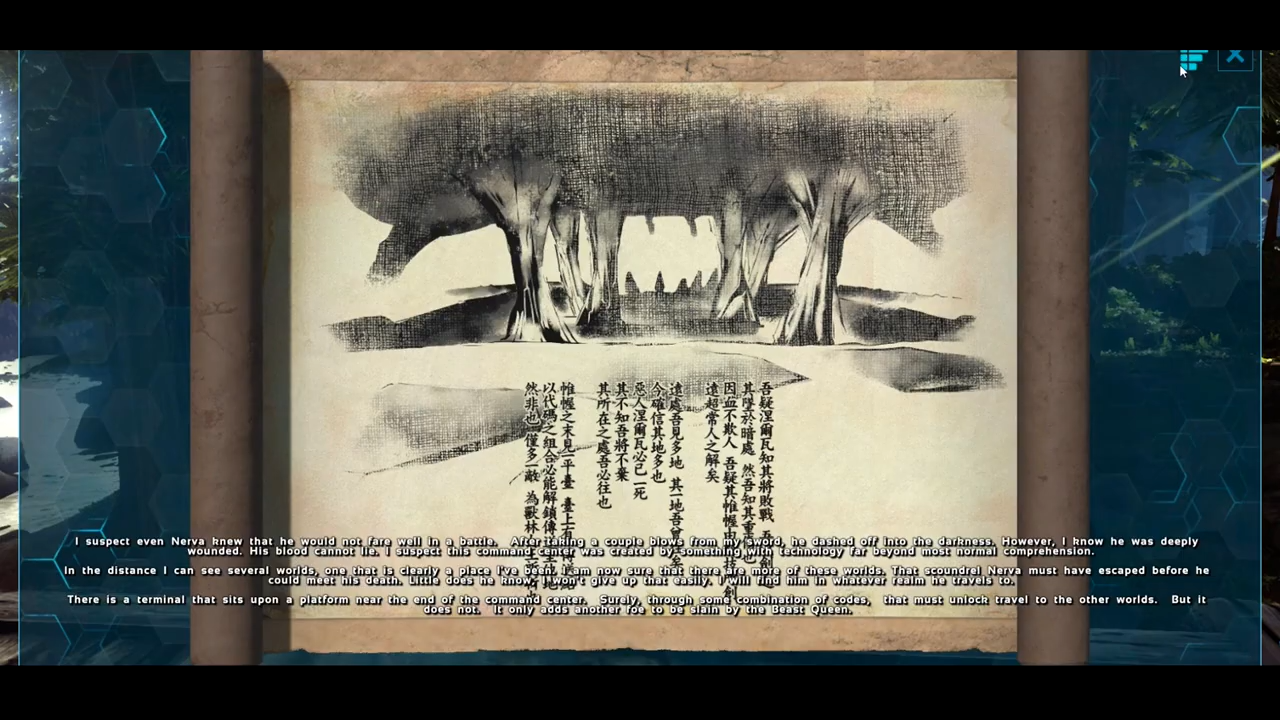 吾疑涅爾瓦知其將敗戰
其墮於暗處 然吾知其重
因血不欺人 吾疑其帷幄
遠超常人之解矣
遠處吾見多地 其一地吾
今確信其地多也
惡人涅爾瓦必已一死
其不知吾將不棄
其所在之處吾必往也
帷幄之末見一平臺 臺上有
以代碼之組合必能解鎖傳
然非也 僅多一敵 為獸林
I suspect even Nerva knew that he would not fare well in a battle. After taking a couple blows from my sword, he dashed off into the darkness. However, I know he was deeply
wounded. His blood cannot lie. I suspect this command center was created by something with technology far beyond most normal comprehension.
In the distance I can see several worlds, one that is clearly a place I've been. I am now sure that there are more of these worlds. That scoundrel Nerva must have escaped before he
could meet his death. Little does he know, I won't give up that easily. I will find him in whatever realm he travels to.
There is a terminal that sits upon a platform near the end of the command center. Surely, through some combination of codes, that must unlock travel to the other worlds. But it
does not. It only adds another foe to be slain by the Beast Queen.